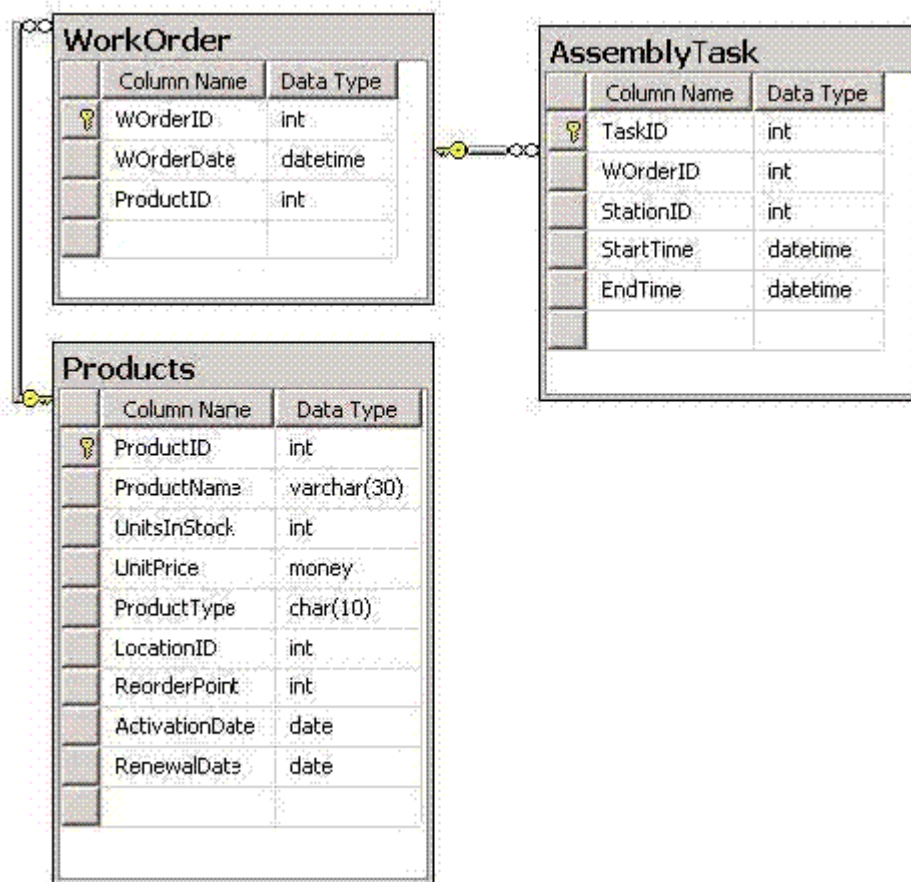 WorkOrder
Column Name Data Type
WOrderID int
WOrderDate datetime
ProductID int
AssemblyTask
Column Name Data Type
TaskID int
WOrderID int
StationID int
StartTime datetime
EndTime datetime
Products
Column Name Data Type
ProductID int
ProductName varchar(30)
UnitsInStock int
UnitPrice money
ProductType char(10)
LocationID int
ReorderPoint int
ActivationDate date
RenewalDate date